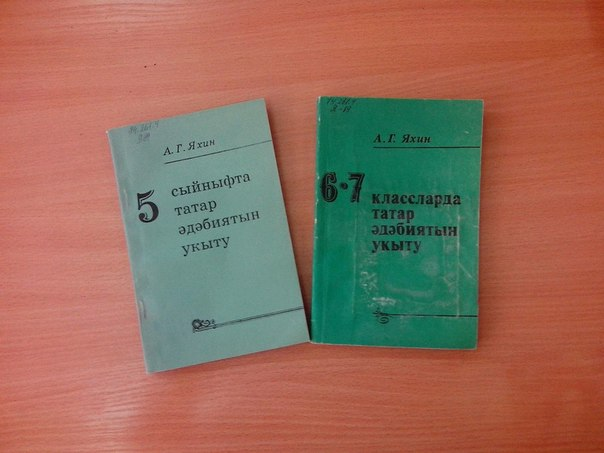 А. Г. Яхин
5
сыйныфта
татар
әдәбиятын
укыту
А. Г. Яхин
6-7
классларда
татар
әдәбиятын
укыту